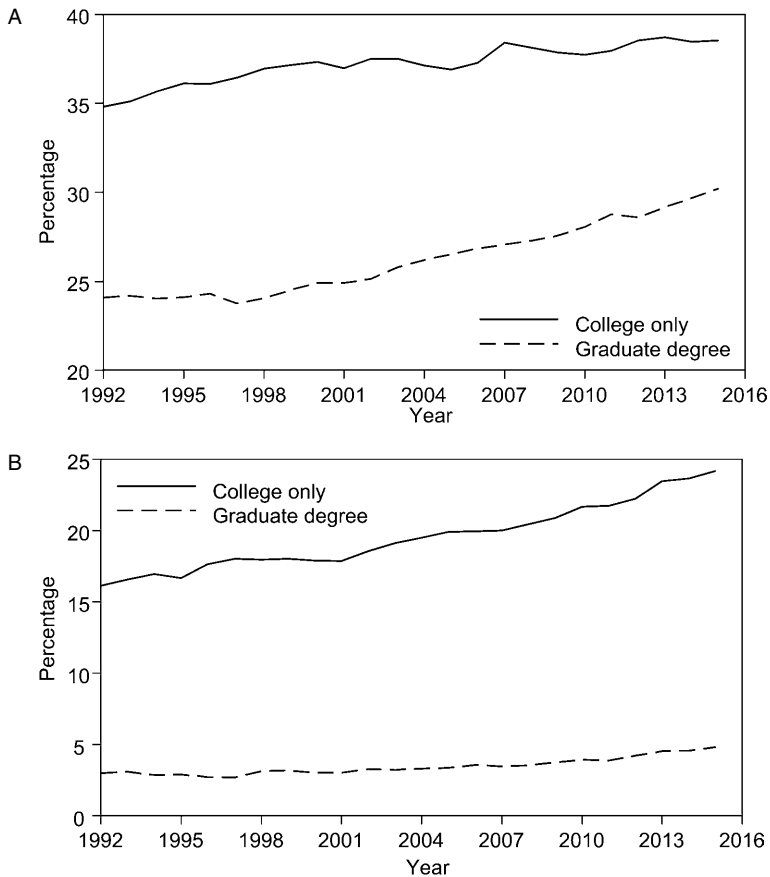 A
40
35
30
25
20
Percentage
College only
Graduate degree
1992 1995 1998 2001 2004 2007 2010 2013 2016
Year
B
25
20
15
10
5
0
Percentage
College only
Graduate degree
1992 1995 1998 2001 2004 2007 2010 2013 2016
Year